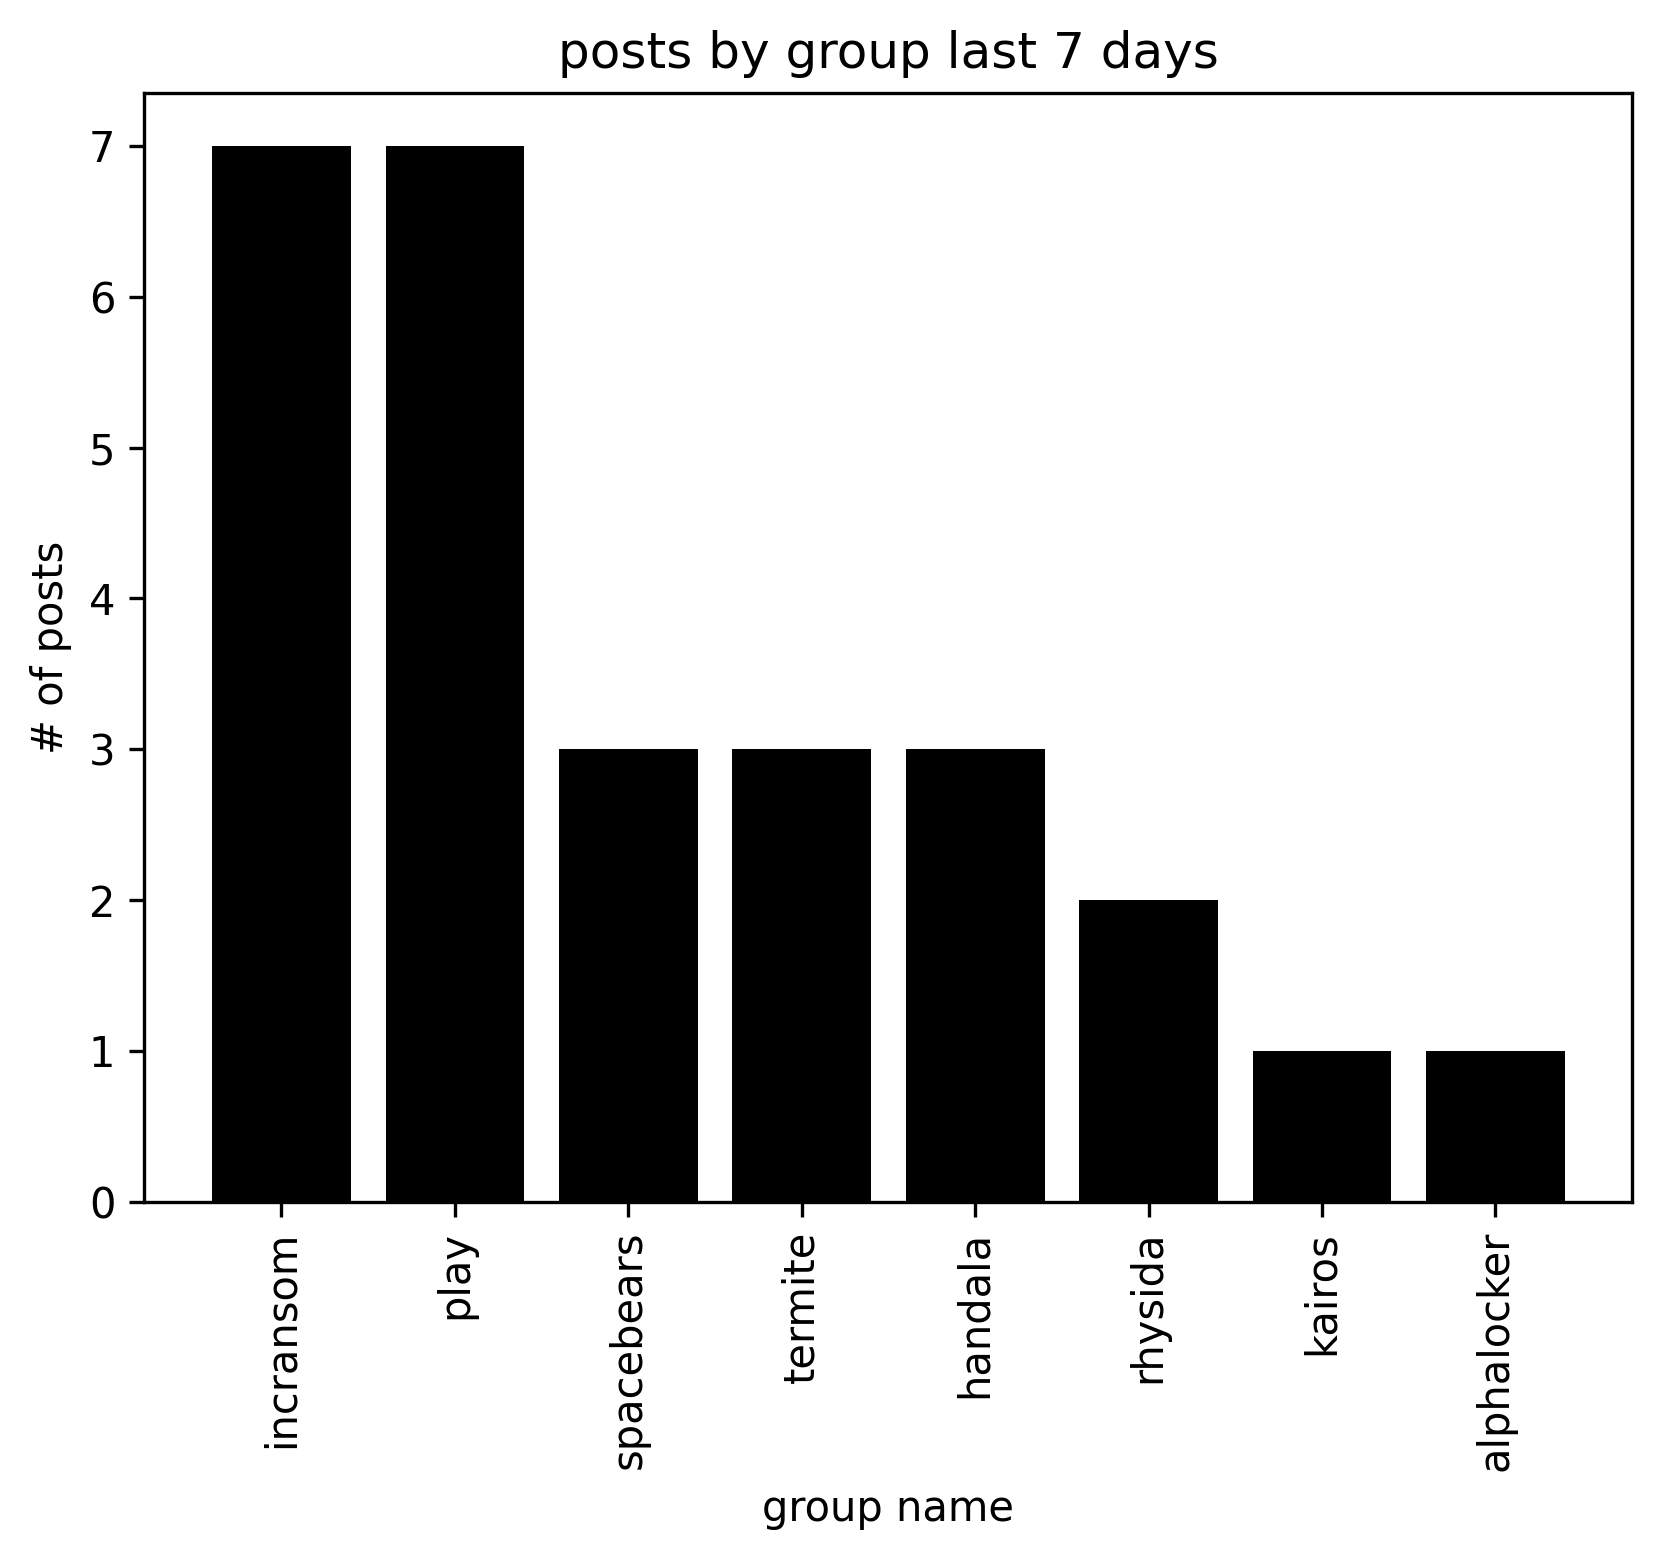 posts by group last 7 days
7
6
5
4
3
2
1
0
# of posts
incransom
play
spacebears
termite
handala
rhysida
kairos
alphalocker
group name